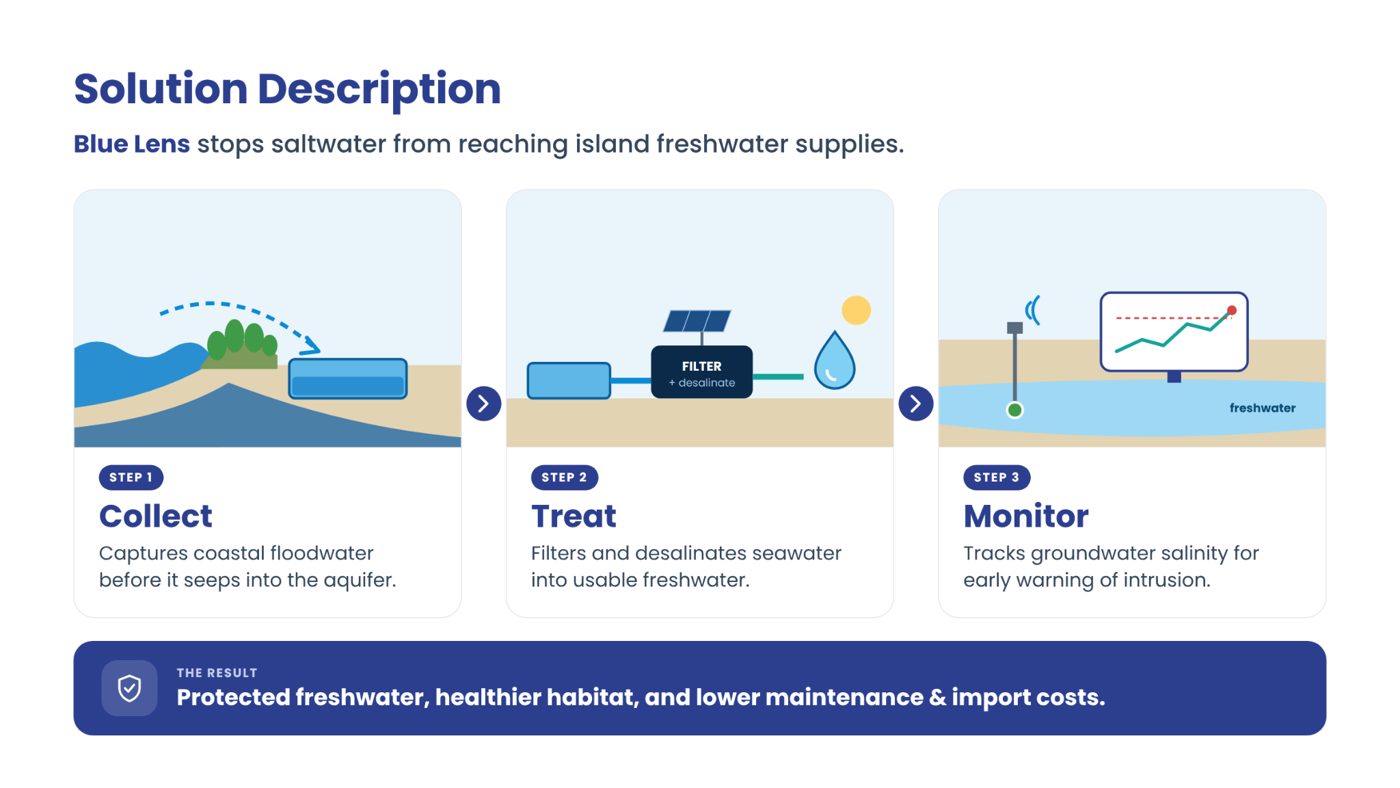 Solution Description
Blue Lens stops saltwater from reaching island freshwater supplies.
FILTER
+ desalinate
freshwater
STEP 1
Collect
Captures coastal floodwater
before it seeps into the aquifer.
STEP 2
Treat
Filters and desalinates seawater
into usable freshwater.
STEP 3
Monitor
Tracks groundwater salinity for
early warning of intrusion.
THE RESULT
Protected freshwater, healthier habitat, and lower maintenance & import costs.